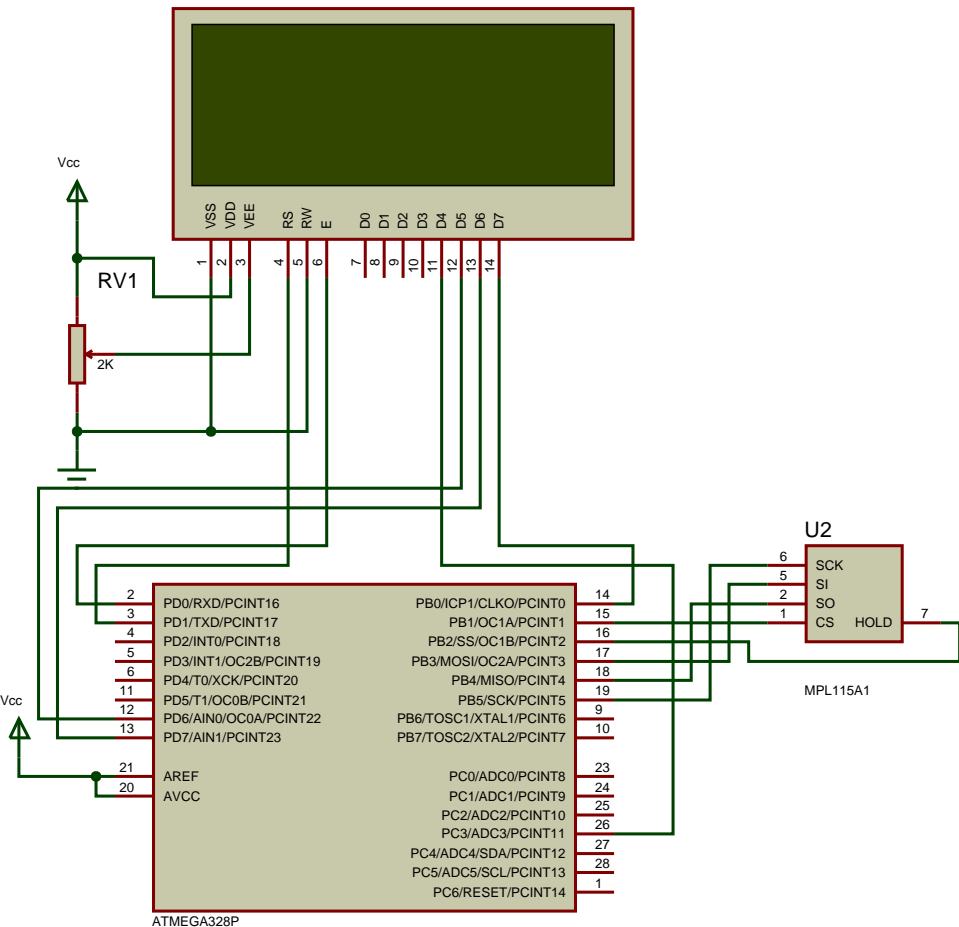 Vcc
VSS
VDD
VEE
RS
RW
E
D0
D1
D2
D3
D4
D5
D6
D7
1
2
3
4
5
6
7
8
9
10
11
12
13
14
RV1
2K
U2
6 SCK
5 SI
2 SO
1 CS HOLD 7
MPL115A1
2 PD0/RXD/PCINT16 PB0/ICP1/CLKO/PCINT0 14
3 PD1/TXD/PCINT17 PB1/OC1A/PCINT1 15
4 PD2/INT0/PCINT18 PB2/SS/OC1B/PCINT2 16
5 PD3/INT1/OC2B/PCINT19 PB3/MOSI/OC2A/PCINT3 17
6 PD4/T0/XCK/PCINT20 PB4/MISO/PCINT4 18
11 PD5/T1/OC0B/PCINT21 PB5/SCK/PCINT5 19
12 PD6/AIN0/OC0A/PCINT22 PB6/TOSC1/XTAL1/PCINT6 9
13 PD7/AIN1/PCINT23 PB7/TOSC2/XTAL2/PCINT7 10
Vcc
21 AREF PC0/ADC0/PCINT8 23
20 AVCC PC1/ADC1/PCINT9 24
PC2/ADC2/PCINT10 25
PC3/ADC3/PCINT11 26
PC4/ADC4/SDA/PCINT12 27
PC5/ADC5/SCL/PCINT13 28
PC6/RESET/PCINT14 1
ATMEGA328P